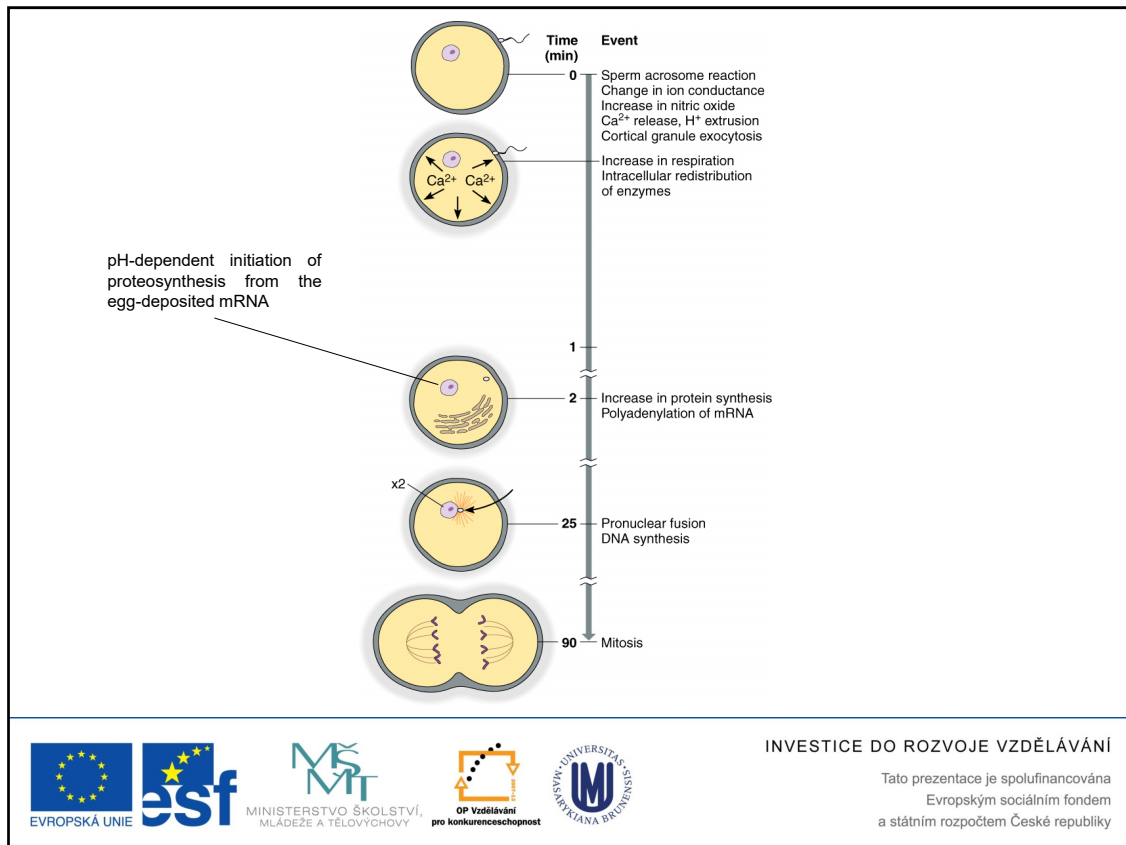 Time Event
(min)
0 Sperm acrosome reaction
Change in ion conductance
Increase in nitric oxide
Ca²⁺ release, H⁺ extrusion
Cortical granule exocytosis
Increase in respiration
Intracellular redistribution
of enzymes
Ca²⁺ Ca²⁺
pH-dependent initiation of
proteosynthesis from the
egg-deposited mRNA
1
2 Increase in protein synthesis
Polyadenylation of mRNA
x2
25 Pronuclear fusion
DNA synthesis
90 Mitosis
EVROPSKÁ UNIE
esf
MŠ
MT
MINISTERSTVO ŠKOLSTVÍ,
MLÁDEŽE A TĚLOVÝCHOVY
2007-13
OP Vzdělávání
pro konkurenceschopnost
UNIVERSITAS
MASARYKIANA BRUNENSIS
INVESTICE DO ROZVOJE VZDĚLÁVÁNÍ
Tato prezentace je spolufinancována
Evropským sociálním fondem
a státním rozpočtem České republiky